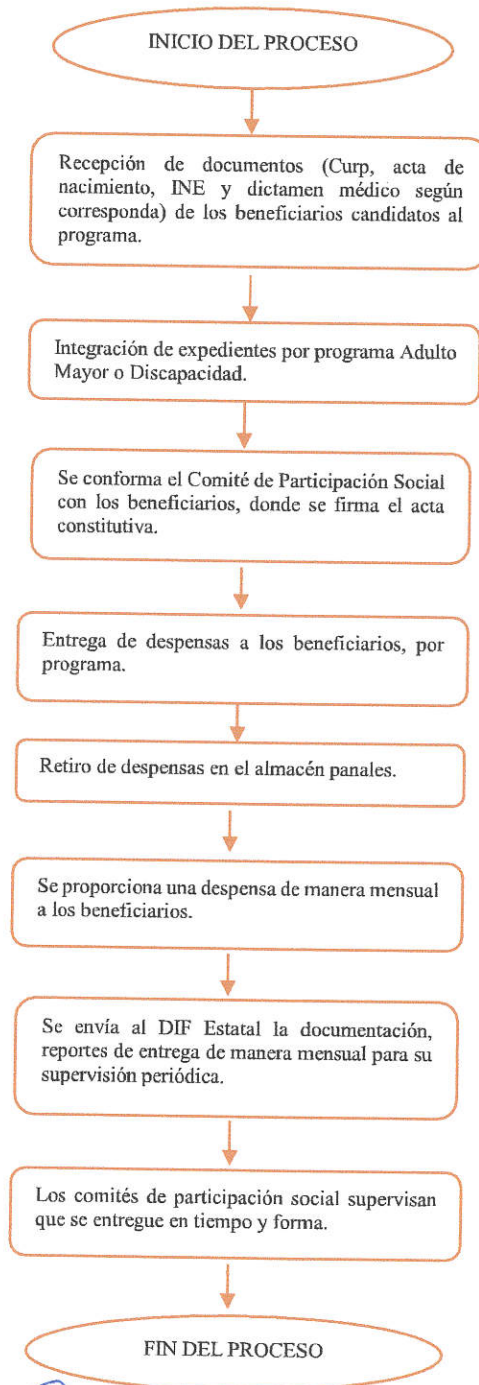 INICIO DEL PROCESO
Recepción de documentos (Curp, acta de
nacimiento, INE y dictamen médico según
corresponda) de los beneficiarios candidatos al
programa.
Integración de expedientes por programa Adulto
Mayor o Discapacidad.
Se conforma el Comité de Participación Social
con los beneficiarios, donde se firma el acta
constitutiva.
Entrega de despensas a los beneficiarios, por
programa.
Retiro de despensas en el almacén panales.
Se proporciona una despensa de manera mensual
a los beneficiarios.
Se envía al DIF Estatal la documentación,
reportes de entrega de manera mensual para su
supervisión periódica.
Los comités de participación social supervisan
que se entregue en tiempo y forma.
FIN DEL PROCESO